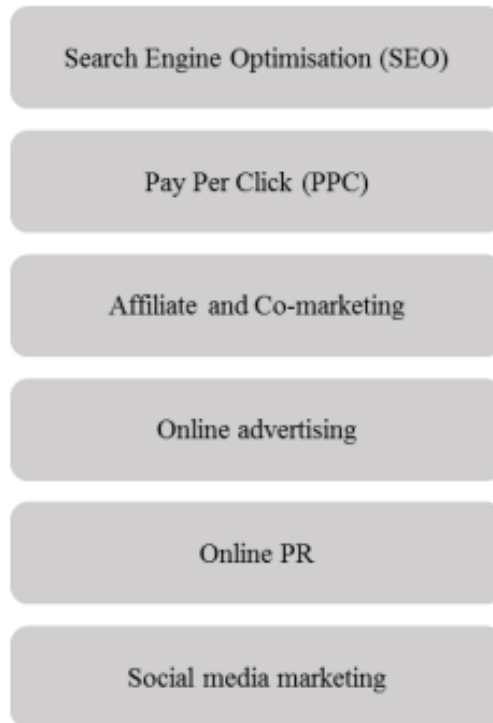 Search Engine Optimisation (SEO)
Pay Per Click (PPC)
Affiliate and Co-marketing
Online advertising
Online PR
Social media marketing